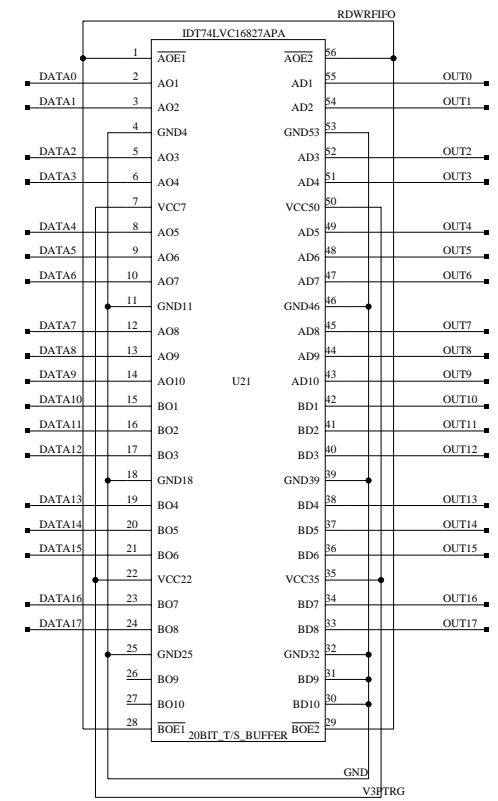 RDWRFIFO
IDT74LVC16827APA
1 AOE1 AOE2 56
DATA0 2 AO1 AD1 55 OUT0
DATA1 3 AO2 AD2 54 OUT1
4 GND4 GND53 53
DATA2 5 AO3 AD3 52 OUT2
DATA3 6 AO4 AD4 51 OUT3
7 VCC7 VCC50 50
DATA4 8 AO5 AD5 49 OUT4
DATA5 9 AO6 AD6 48 OUT5
DATA6 10 AO7 AD7 47 OUT6
11 GND11 GND46 46
DATA7 12 AO8 AD8 45 OUT7
DATA8 13 AO9 AD9 44 OUT8
DATA9 14 AO10 U21 AD10 43 OUT9
DATA10 15 BO1 BD1 42 OUT10
DATA11 16 BO2 BD2 41 OUT11
DATA12 17 BO3 BD3 40 OUT12
18 GND18 GND39 39
DATA13 19 BO4 BD4 38 OUT13
DATA14 20 BO5 BD5 37 OUT14
DATA15 21 BO6 BD6 36 OUT15
22 VCC22 VCC35 35
DATA16 23 BO7 BD7 34 OUT16
DATA17 24 BO8 BD8 33 OUT17
25 GND25 GND32 32
26 BO9 BD9 31
27 BO10 BD10 30
28 BOE1 BOE2 29
20BIT_T/S_BUFFER
GND
V3PTRG